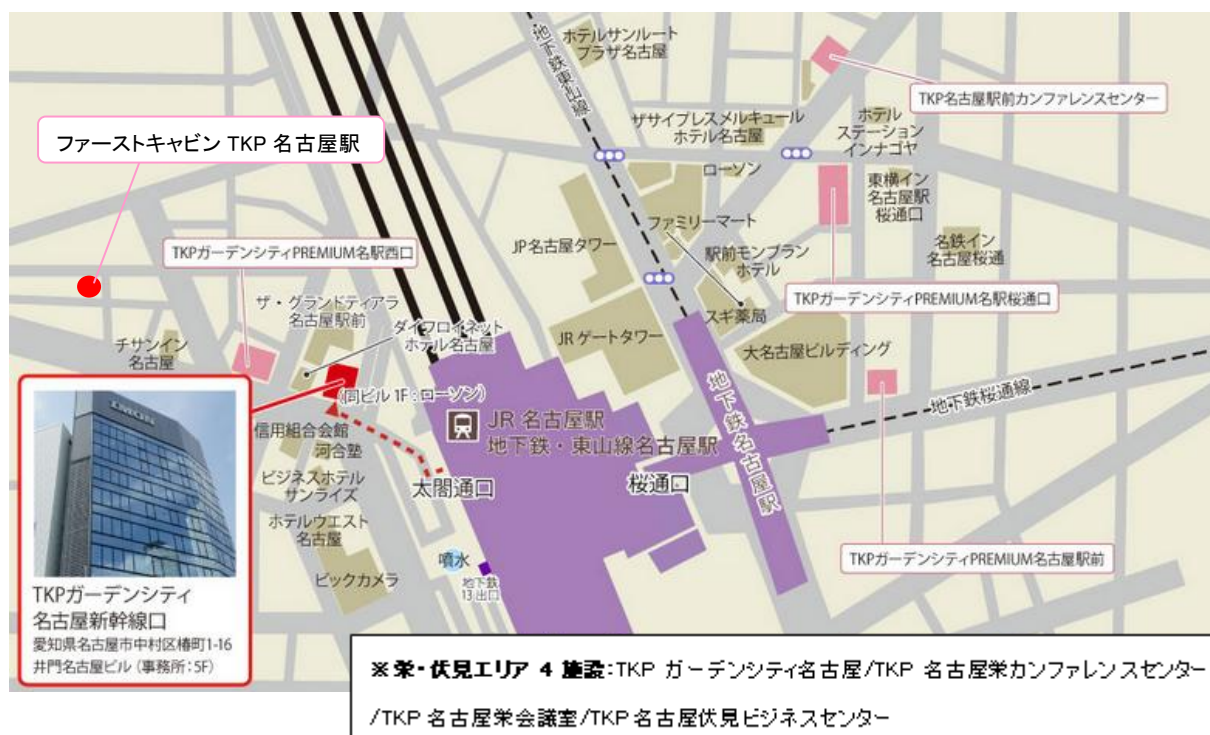 ホテルサンルート
プラザ名古屋
地下鉄東山線
TKP名古屋駅前カンファレンスセンター
ファーストキャビン TKP 名古屋駅
ザサイプレスメルキュール
ホテル名古屋
ホテル
ステーション
インナゴヤ
ローソン
東横イン
名古屋駅
桜通口
ファミリーマート
JP名古屋タワー
駅前モンブラン
ホテル
名鉄イン
名古屋桜通
TKPガーデンシティPREMIUM名駅西口
TKPガーデンシティPREMIUM名駅桜通口
ザ・グランドティアラ
名古屋駅前
スギ薬局
ダイワロイネット
ホテル名古屋
JRゲートタワー
大名古屋ビルディング
チサンイン
名古屋
(同ビル1F:ローソン)
地下鉄名古屋駅
地下鉄桜通線
JR 名古屋駅
地下鉄・東山線名古屋駅
信用組合会館
河合塾
ビジネスホテル
サンライズ
太閤通口
桜通口
ホテルウエスト
名古屋
ビックカメラ
噴水
地下鉄
13出口
TKPガーデンシティPREMIUM名古屋駅前
TKPガーデンシティ
名古屋新幹線口
愛知県名古屋市中村区椿町1-16
井門名古屋ビル(事務所:5F)
※栄・伏見エリア 4 施設:TKP ガーデンシティ名古屋/TKP 名古屋栄カンファレンスセンター
/TKP 名古屋栄会議室/TKP 名古屋伏見ビジネスセンター